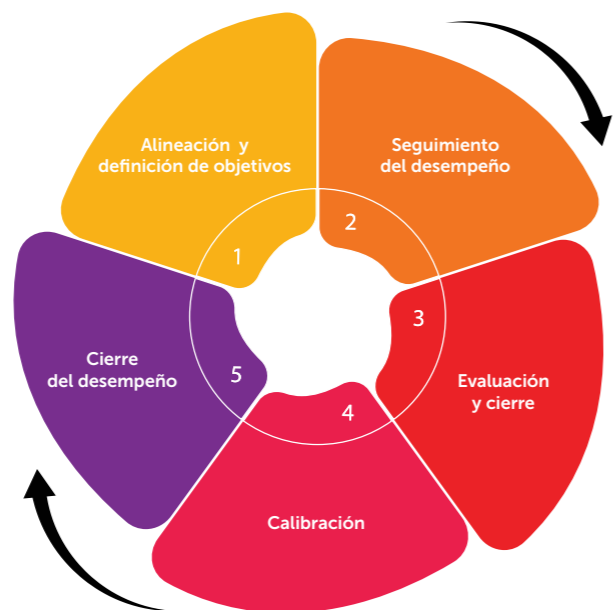 Alineación y
definición de objetivos
1
Seguimiento
del desempeño
2
3
Evaluación
y cierre
4
Calibración
Cierre
del desempeño
5